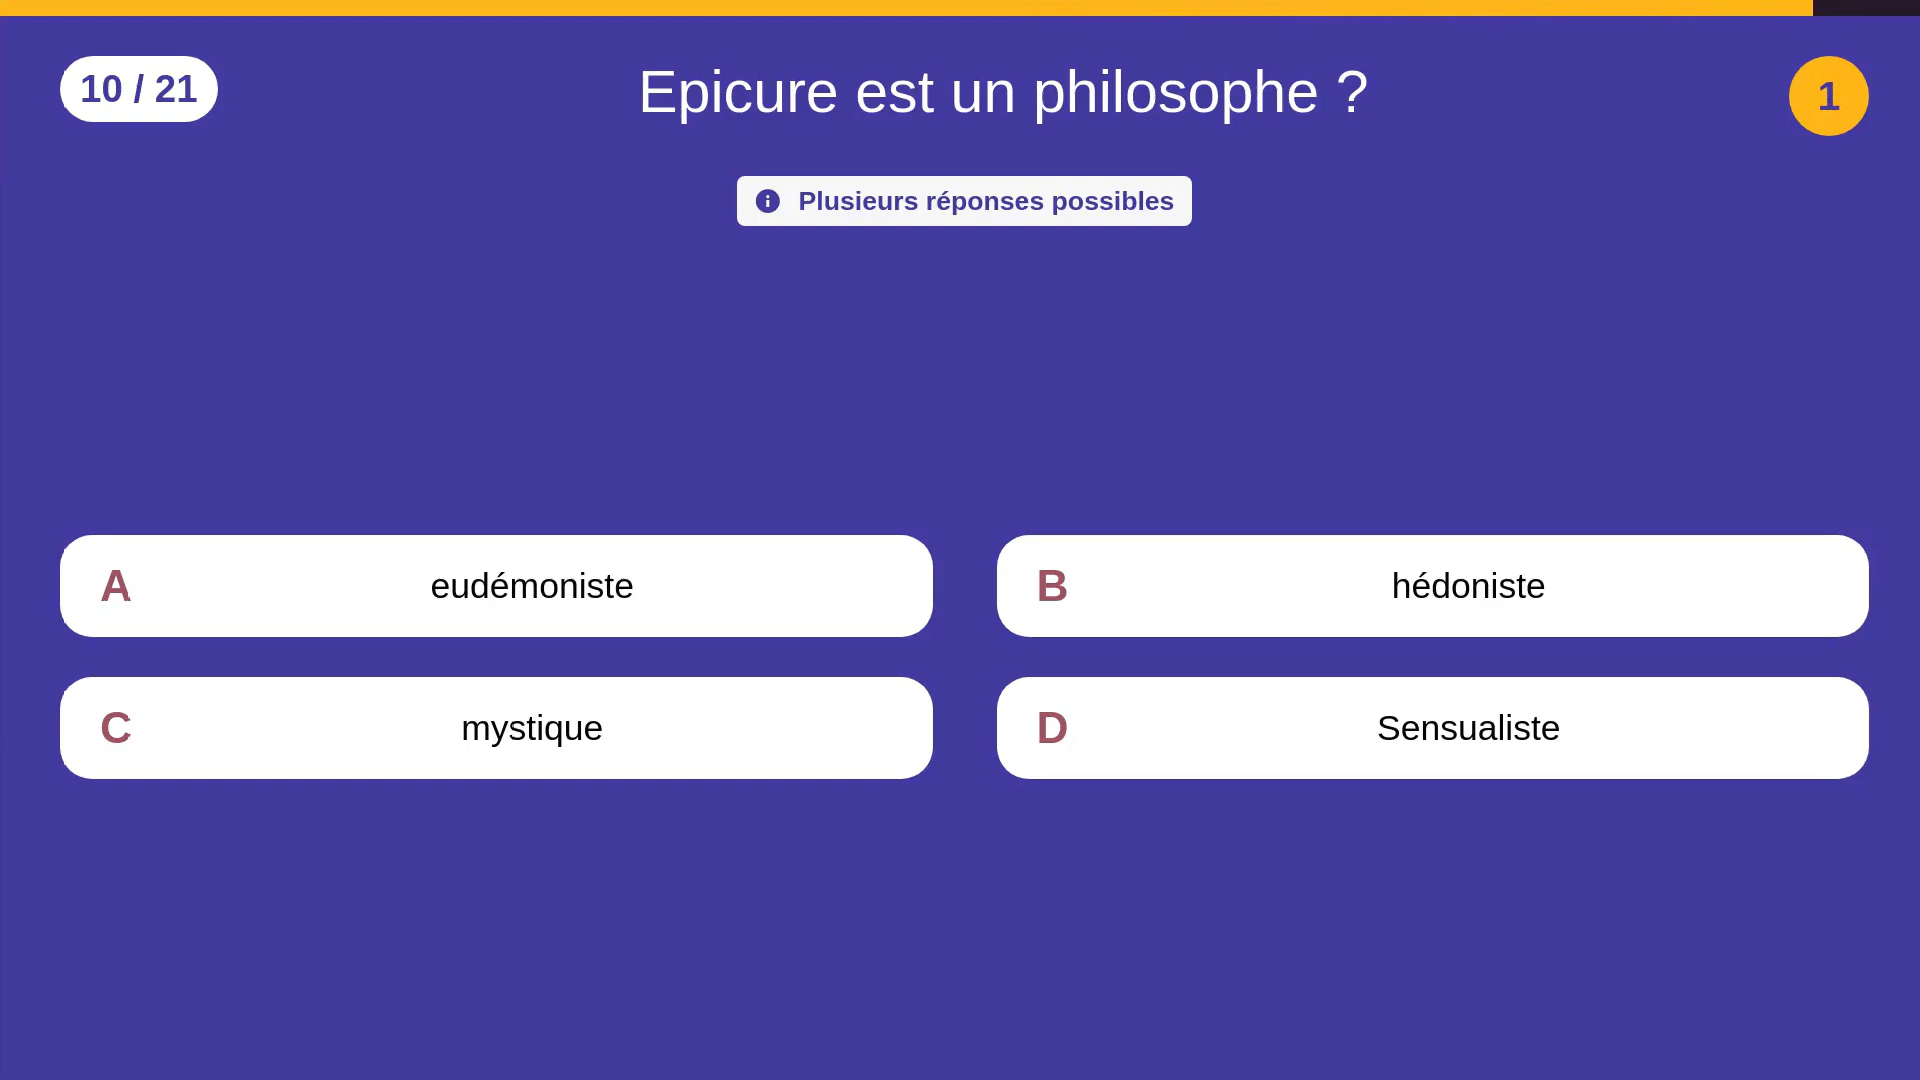 10 / 21
Epicure est un philosophe ?
1
Plusieurs réponses possibles
A eudémoniste
B hédoniste
C mystique
D Sensualiste